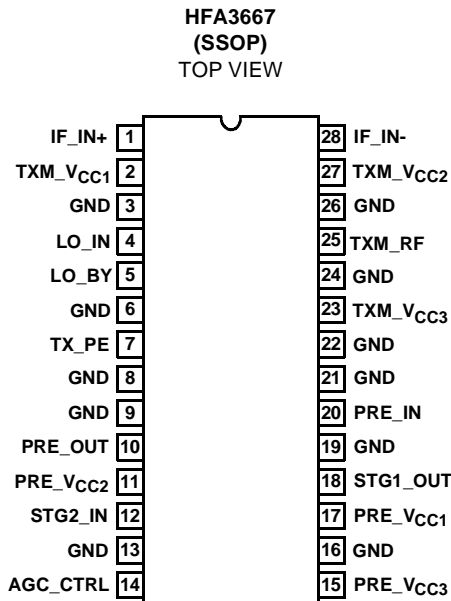 HFA3667
(SSOP)
TOP VIEW
IF_IN+ 1 28 IF_IN-
TXM_VCC1 2 27 TXM_VCC2
GND 3 26 GND
LO_IN 4 25 TXM_RF
LO_BY 5 24 GND
GND 6 23 TXM_VCC3
TX_PE 7 22 GND
GND 8 21 GND
GND 9 20 PRE_IN
PRE_OUT 10 19 GND
PRE_VCC2 11 18 STG1_OUT
STG2_IN 12 17 PRE_VCC1
GND 13 16 GND
AGC_CTRL 14 15 PRE_VCC3